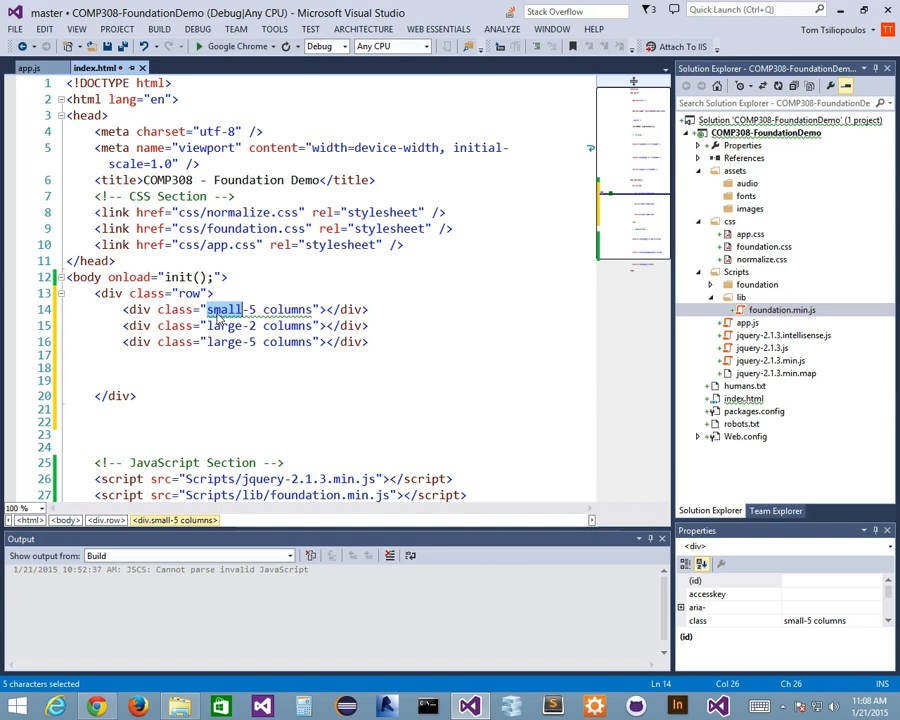 master • COMP308-FoundationDemo (Debug|Any CPU) - Microsoft Visual Studio
Stack Overflow
3
Quick Launch (Ctrl+Q)
FILE EDIT VIEW PROJECT BUILD DEBUG TEAM TOOLS TEST ARCHITECTURE WEB ESSENTIALS ANALYZE WINDOW HELP
Tom Tsiliopoulos TT
Google Chrome Debug Any CPU Attach To IIS
app.js index.html
1 <!DOCTYPE html>
2 <html lang="en">
3 <head>
4 <meta charset="utf-8" />
5 <meta name="viewport" content="width=device-width, initial-
scale=1.0" />
6 <title>COMP308 - Foundation Demo</title>
7 <!-- CSS Section -->
8 <link href="css/normalize.css" rel="stylesheet" />
9 <link href="css/foundation.css" rel="stylesheet" />
10 <link href="css/app.css" rel="stylesheet" />
11 </head>
12 <body onload="init();">
13 <div class="row">
14 <div class="small-5 columns"></div>
15 <div class="large-2 columns"></div>
16 <div class="large-5 columns"></div>
17
18
19
20 </div>
21
22
23
24
25 <!-- JavaScript Section -->
26 <script src="Scripts/jquery-2.1.3.min.js"></script>
27 <script src="Scripts/lib/foundation.min.js"></script>
100 %
<html> <body> <div.row> <div.small-5 columns>
Output
Show output from: Build
1/21/2015 10:52:37 AM: JSCS: Cannot parse invalid JavaScript
Solution Explorer - COMP308-FoundationDem...
Search Solution Explorer - COMP308-FoundationDe
Solution 'COMP308-FoundationDemo' (1 project)
COMP308-FoundationDemo
Properties
References
assets
audio
fonts
images
css
app.css
foundation.css
normalize.css
Scripts
foundation
lib
foundation.min.js
app.js
jquery-2.1.3.intellisense.js
jquery-2.1.3.js
jquery-2.1.3.min.js
jquery-2.1.3.min.map
humans.txt
index.html
packages.config
robots.txt
Web.config
Solution Explorer Team Explorer
Properties
<div>
(id)
accesskey
aria-
class small-5 columns
(id)
5 characters selected Ln 14 Col 26 Ch 26 INS
11:08 AM
1/21/2015